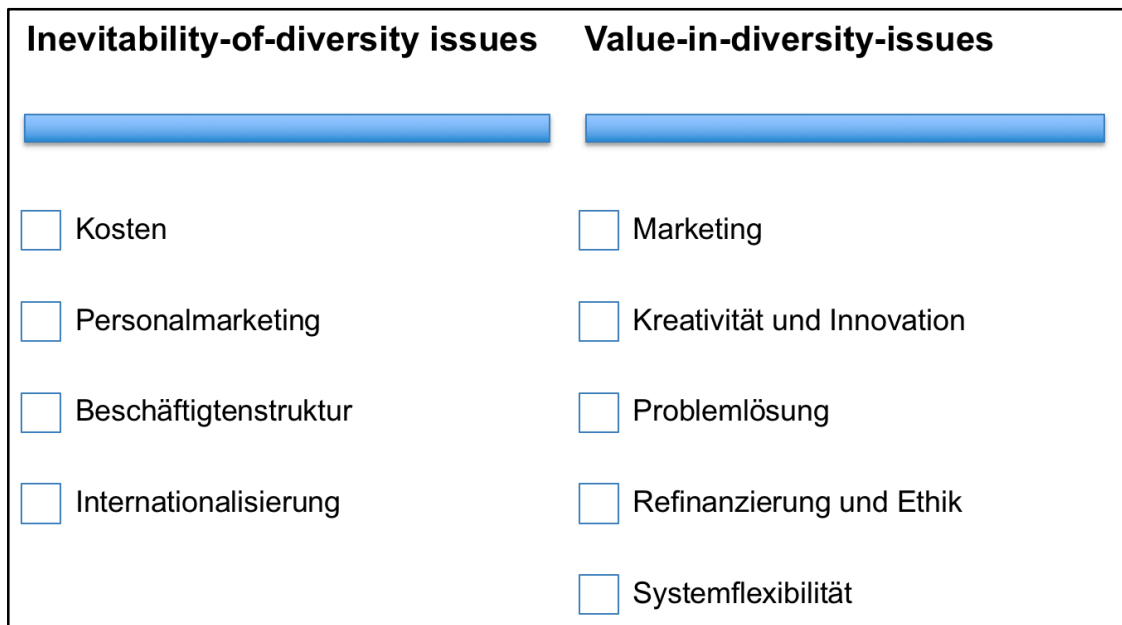 Inevitability-of-diversity issues
Value-in-diversity-issues
Kosten
Personalmarketing
Beschäftigtenstruktur
Internationalisierung
Marketing
Kreativität und Innovation
Problemlösung
Refinanzierung und Ethik
Systemflexibilität